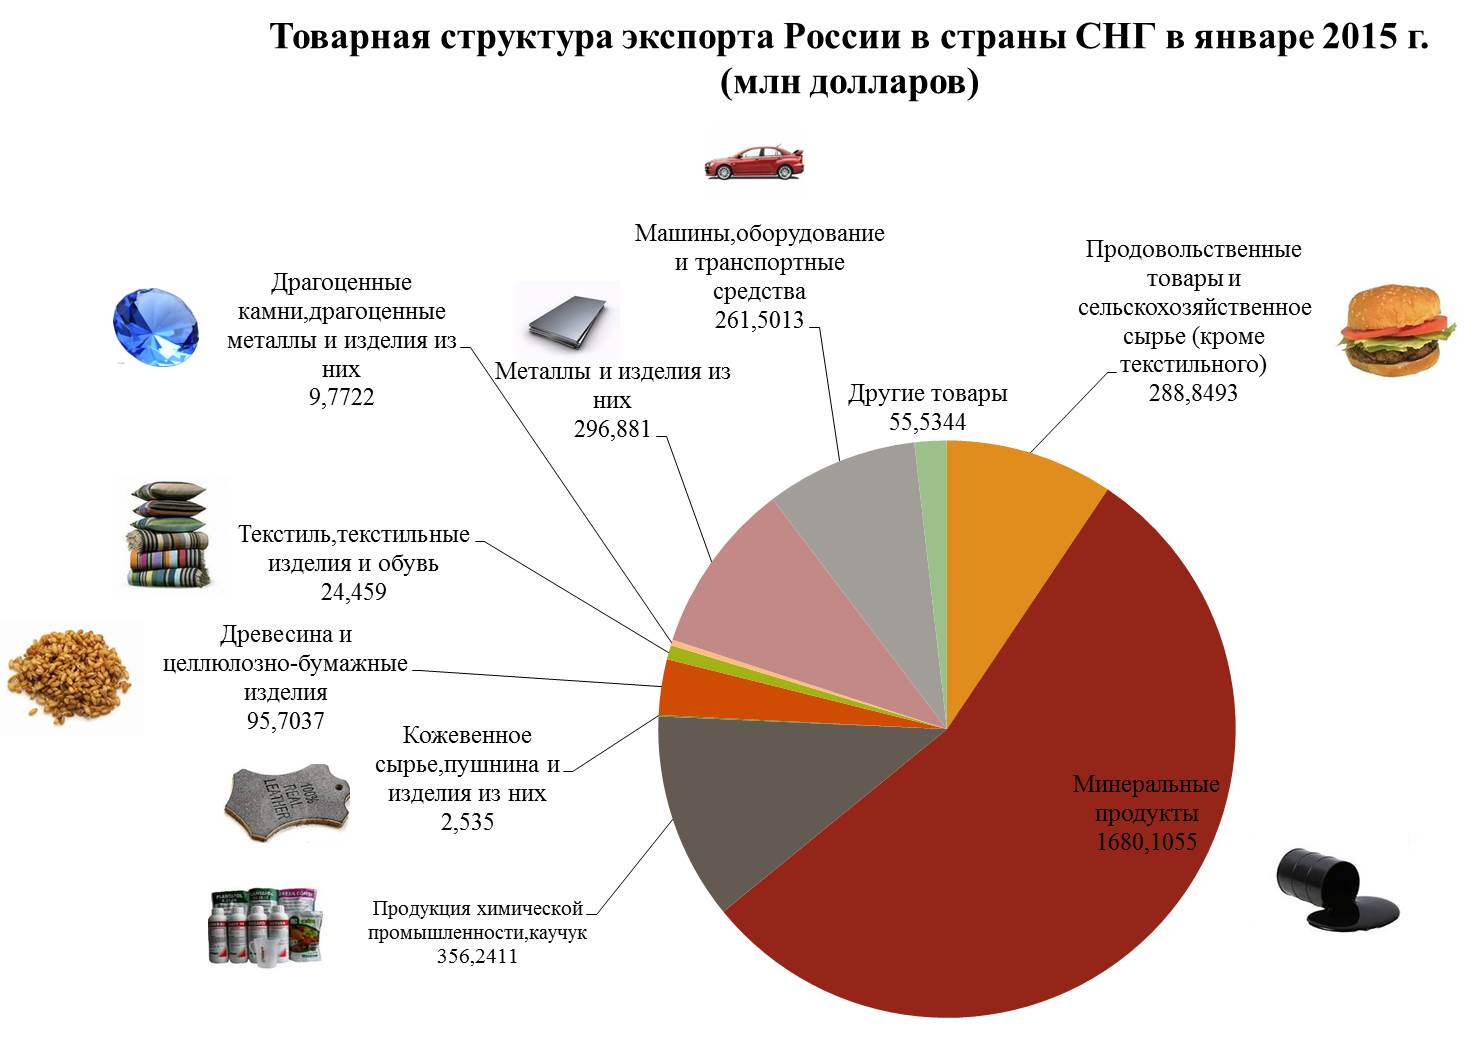 Товарная структура экспорта России в страны СНГ в январе 2015 г.
(млн долларов)
Машины,оборудование
и транспортные
средства
261,5013
Продовольственные
товары и
сельскохозяйственное
сырье (кроме
текстильного)
288,8493
Драгоценные
камни,драгоценные
металлы и изделия из
них
9,7722
Металлы и изделия из
них
296,881
Другие товары
55,5344
Текстиль,текстильные
изделия и обувь
24,459
Древесина и
целлюлозно-бумажные
изделия
95,7037
Кожевенное
сырье,пушнина и
изделия из них
2,535
100%
REAL
LEATHER
Минеральные
продукты
1680,1055
Продукция химической
промышленности,каучук
356,2411